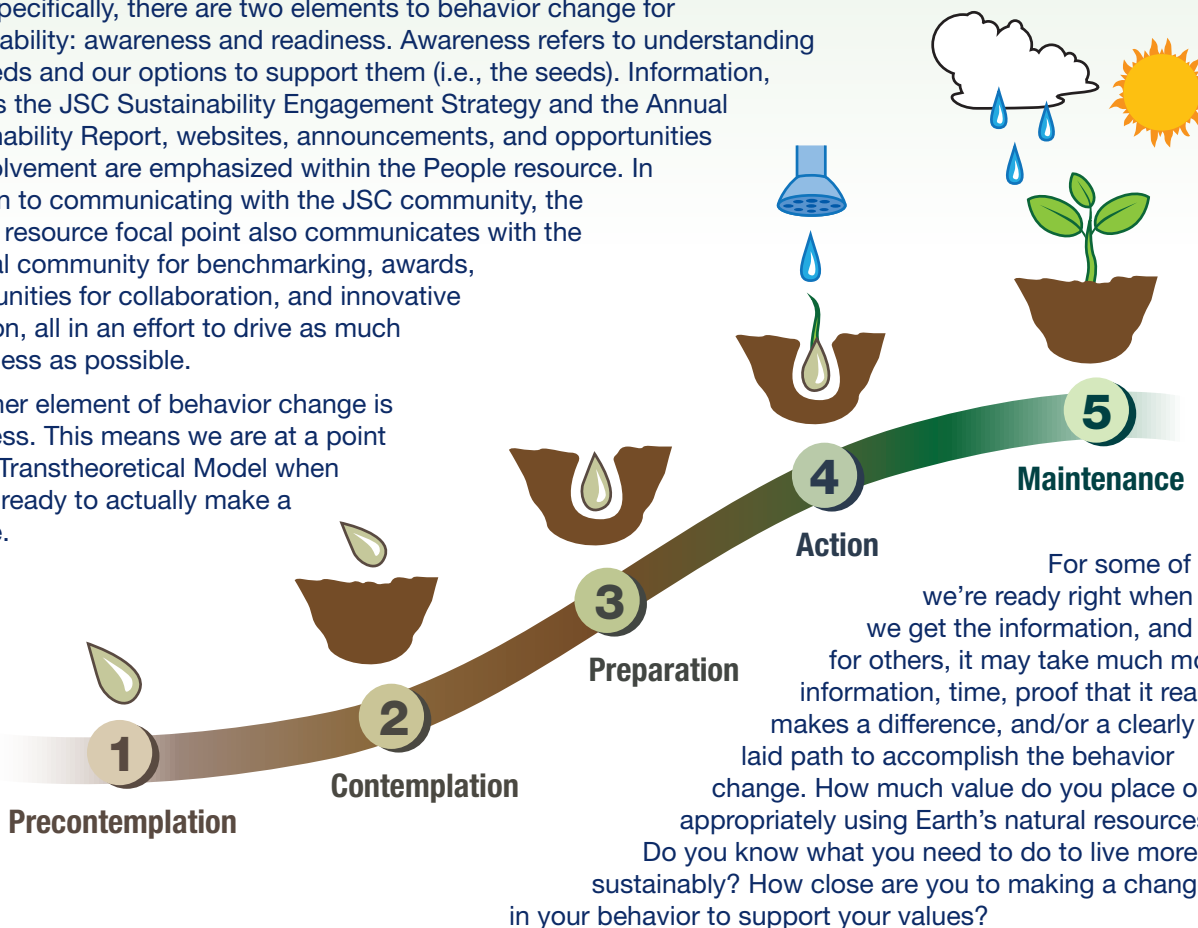 pecifically, there are two elements to behavior change for
ability: awareness and readiness. Awareness refers to understanding
eds and our options to support them (i.e., the seeds). Information,
s the JSC Sustainability Engagement Strategy and the Annual
nability Report, websites, announcements, and opportunities
olvement are emphasized within the People resource. In
n to communicating with the JSC community, the
resource focal point also communicates with the
al community for benchmarking, awards,
unities for collaboration, and innovative
on, all in an effort to drive as much
ess as possible.
her element of behavior change is
ess. This means we are at a point
Transtheoretical Model when
ready to actually make a
e.
1
Precontemplation
2
Contemplation
3
Preparation
4
Action
5
Maintenance
For some of
we're ready right when
we get the information, and
for others, it may take much mo
information, time, proof that it rea
makes a difference, and/or a clearly
laid path to accomplish the behavior
change. How much value do you place o
appropriately using Earth's natural resources
Do you know what you need to do to live more
sustainably? How close are you to making a chang
in your behavior to support your values?